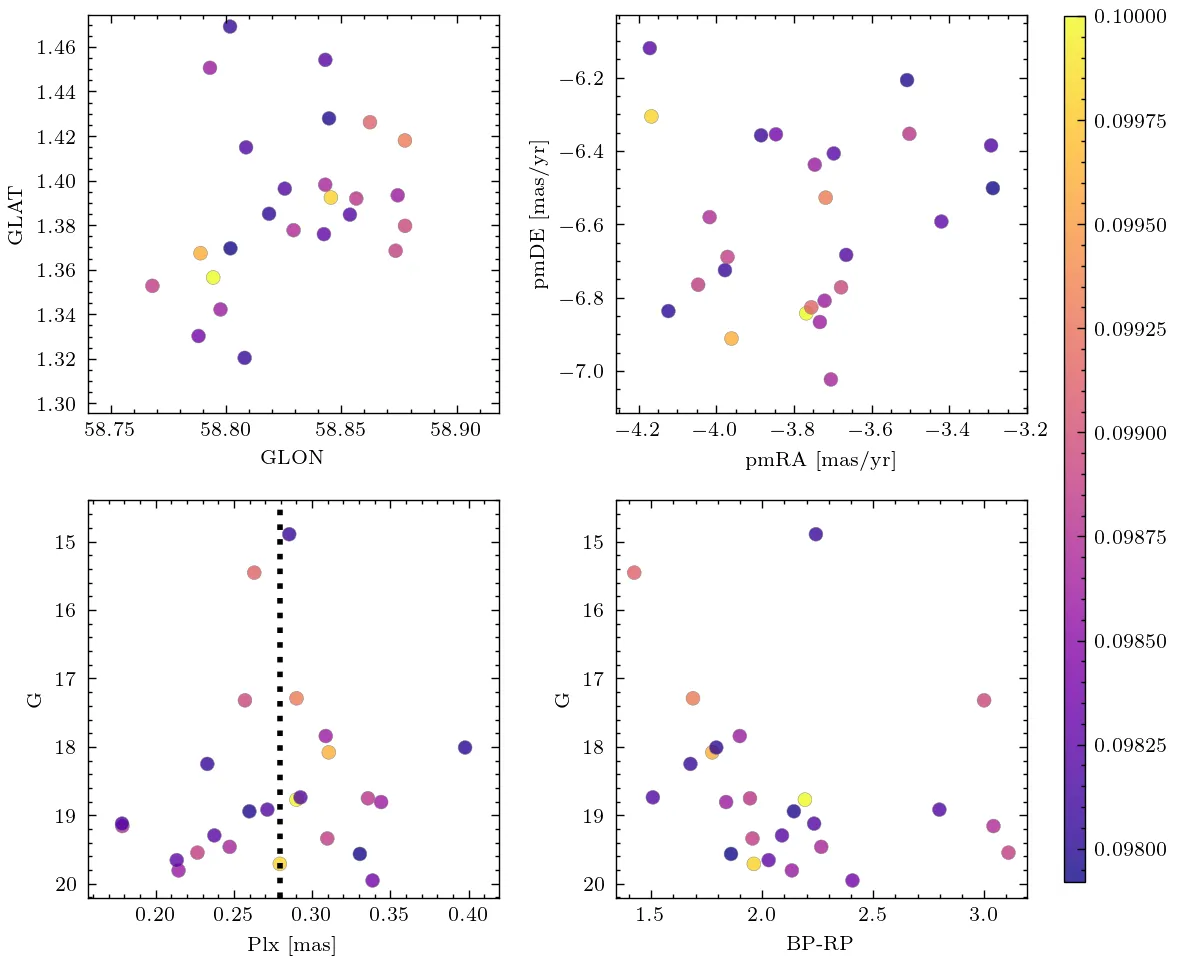 1.46
1.44
1.42
1.40
1.38
1.36
1.34
1.32
1.30
GLAT
58.75 58.80 58.85 58.90
GLON
−6.2
−6.4
−6.6
−6.8
−7.0
pmDE [mas/yr]
−4.2 −4.0 −3.8 −3.6 −3.4 −3.2
pmRA [mas/yr]
15
16
17
18
19
20
G
0.20 0.25 0.30 0.35 0.40
Plx [mas]
15
16
17
18
19
20
G
1.5 2.0 2.5 3.0
BP-RP
0.10000
0.09975
0.09950
0.09925
0.09900
0.09875
0.09850
0.09825
0.09800